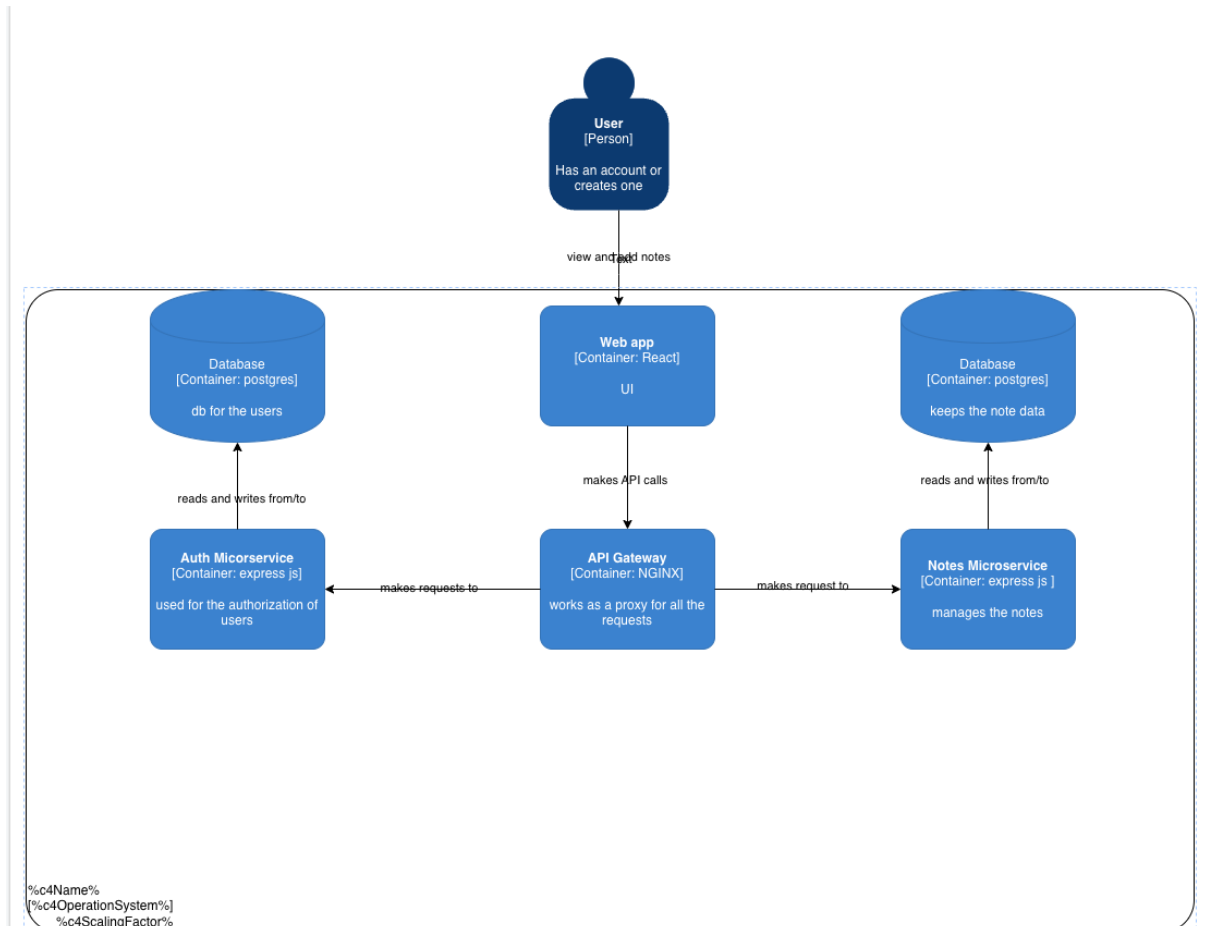 User
[Person]
Has an account or
creates one
view and add notes
Text
Database
[Container: postgres]
db for the users
Web app
[Container: React]
UI
Database
[Container: postgres]
keeps the note data
reads and writes from/to
makes API calls
reads and writes from/to
Auth Micorservice
[Container: express js]
used for the authorization of
users
makes requests to
API Gateway
[Container: NGINX]
works as a proxy for all the
requests
makes request to
Notes Microservice
[Container: express js ]
manages the notes
%c4Name%
[%c4OperationSystem%]
%c4ScalingFactor%